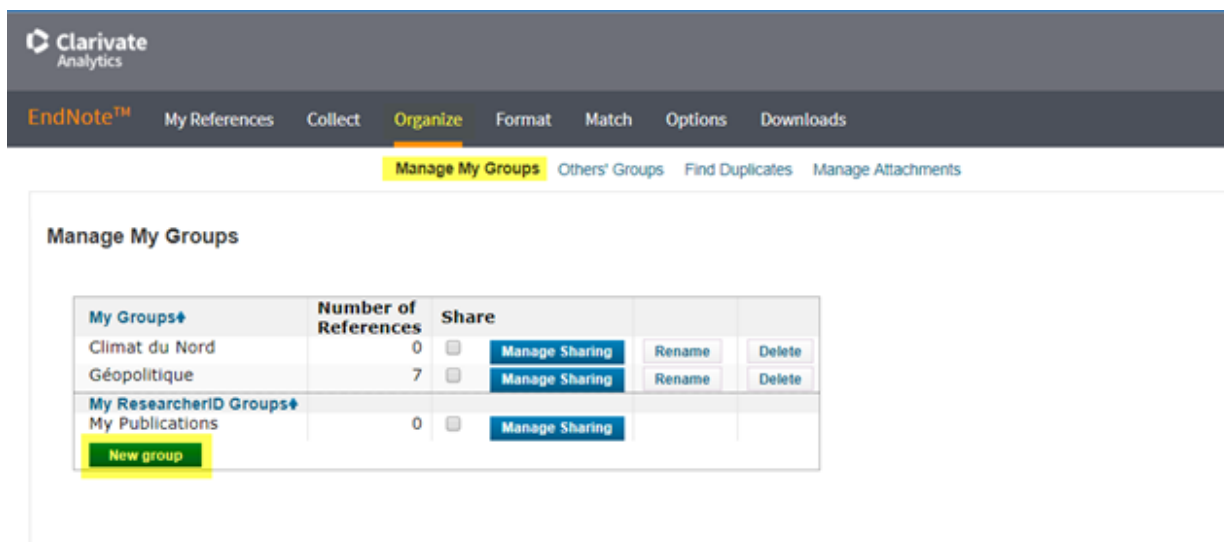 Clarivate
Analytics
EndNote™ My References Collect Organize Format Match Options Downloads
Manage My Groups Others' Groups Find Duplicates Manage Attachments
Manage My Groups
My Groups Number of References Share
Climat du Nord 0 Manage Sharing Rename Delete
Géopolitique 7 Manage Sharing Rename Delete
My ResearcherID Groups
My Publications 0 Manage Sharing
New group